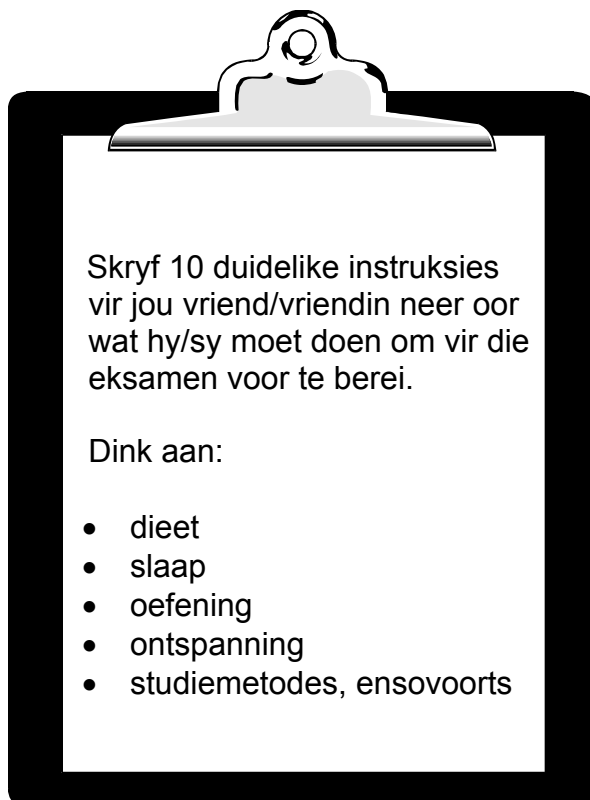 Skryf 10 duidelike instruksies
vir jou vriend/vriendin neer oor
wat hy/sy moet doen om vir die
eksamen voor te berei.
Dink aan:
• dieet
• slaap
• oefening
• ontspanning
• studiemetodes, ensovoorts